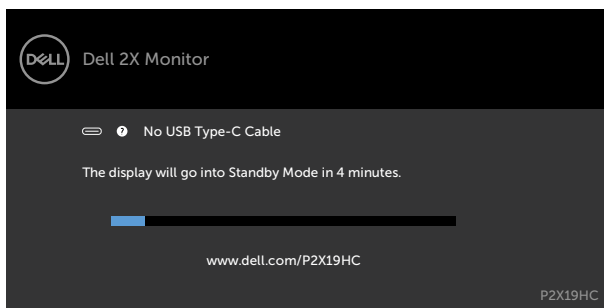 DELL
Dell 2X Monitor
? No USB Type-C Cable
The display will go into Standby Mode in 4 minutes.
www.dell.com/P2X19HC
P2X19HC